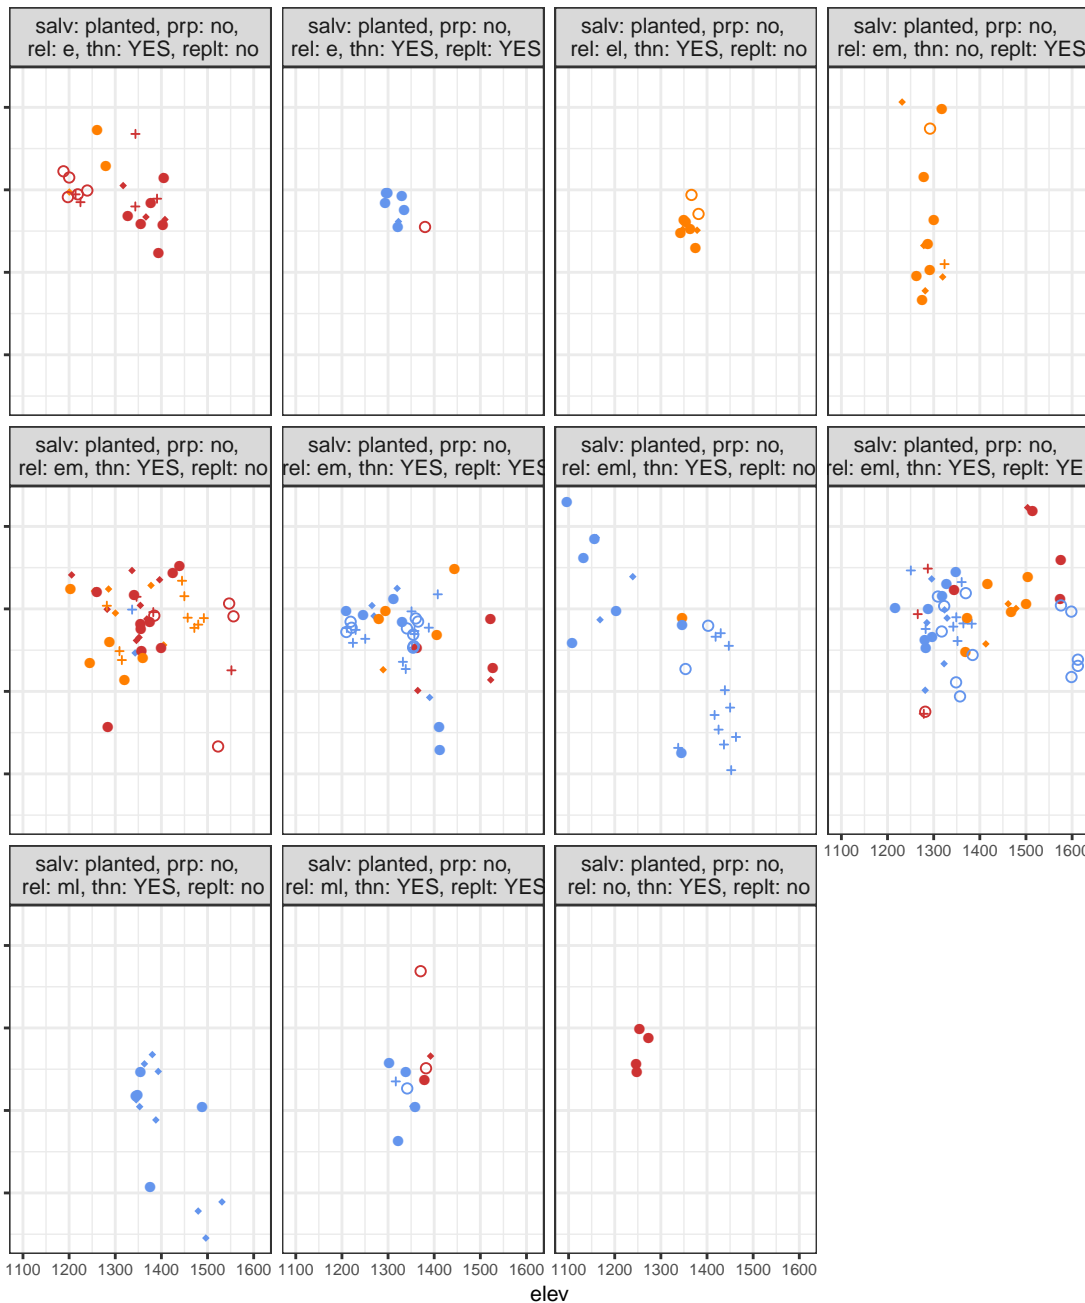 salv: planted, prp: no,
rel: e, thn: YES, replt: no
salv: planted, prp: no,
rel: e, thn: YES, replt: YES
salv: planted, prp: no,
rel: el, thn: YES, replt: no
salv: planted, prp: no,
rel: em, thn: no, replt: YES
salv: planted, prp: no,
rel: em, thn: YES, replt: no
salv: planted, prp: no,
rel: em, thn: YES, replt: YES
salv: planted, prp: no,
rel: eml, thn: YES, replt: no
salv: planted, prp: no,
rel: eml, thn: YES, replt: YE
1100 1200 1300 1400 1500 1600
salv: planted, prp: no,
rel: ml, thn: YES, replt: no
salv: planted, prp: no,
rel: ml, thn: YES, replt: YES
salv: planted, prp: no,
rel: no, thn: YES, replt: no
1100 1200 1300 1400 1500 1600
1100 1200 1300 1400 1500 1600
1100 1200 1300 1400 1500 1600
elev